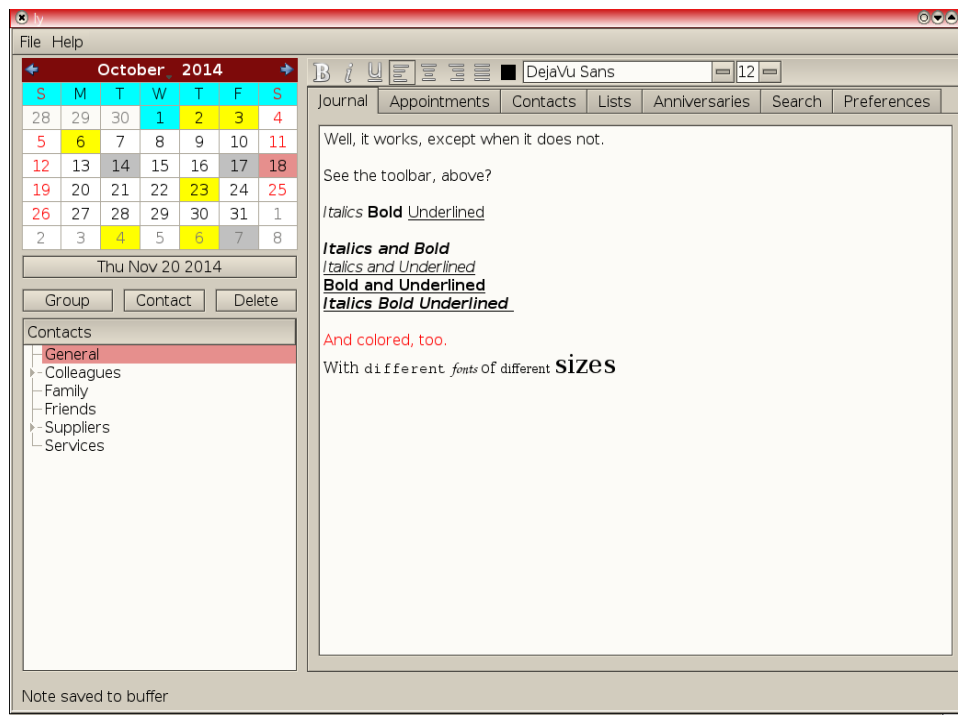 ly
File Help
October 2014
S M T W T F S
28 29 30 1 2 3 4
5 6 7 8 9 10 11
12 13 14 15 16 17 18
19 20 21 22 23 24 25
26 27 28 29 30 31 1
2 3 4 5 6 7 8
Thu Nov 20 2014
Group Contact Delete
Contacts
General
Colleagues
Family
Friends
Suppliers
Services
B i U DejaVu Sans 12
Journal Appointments Contacts Lists Anniversaries Search Preferences
Well, it works, except when it does not.
See the toolbar, above?
Italics Bold Underlined
Italics and Bold
Italics and Underlined
Bold and Underlined
Italics Bold Underlined
And colored, too.
With different fonts of different sizes
Note saved to buffer